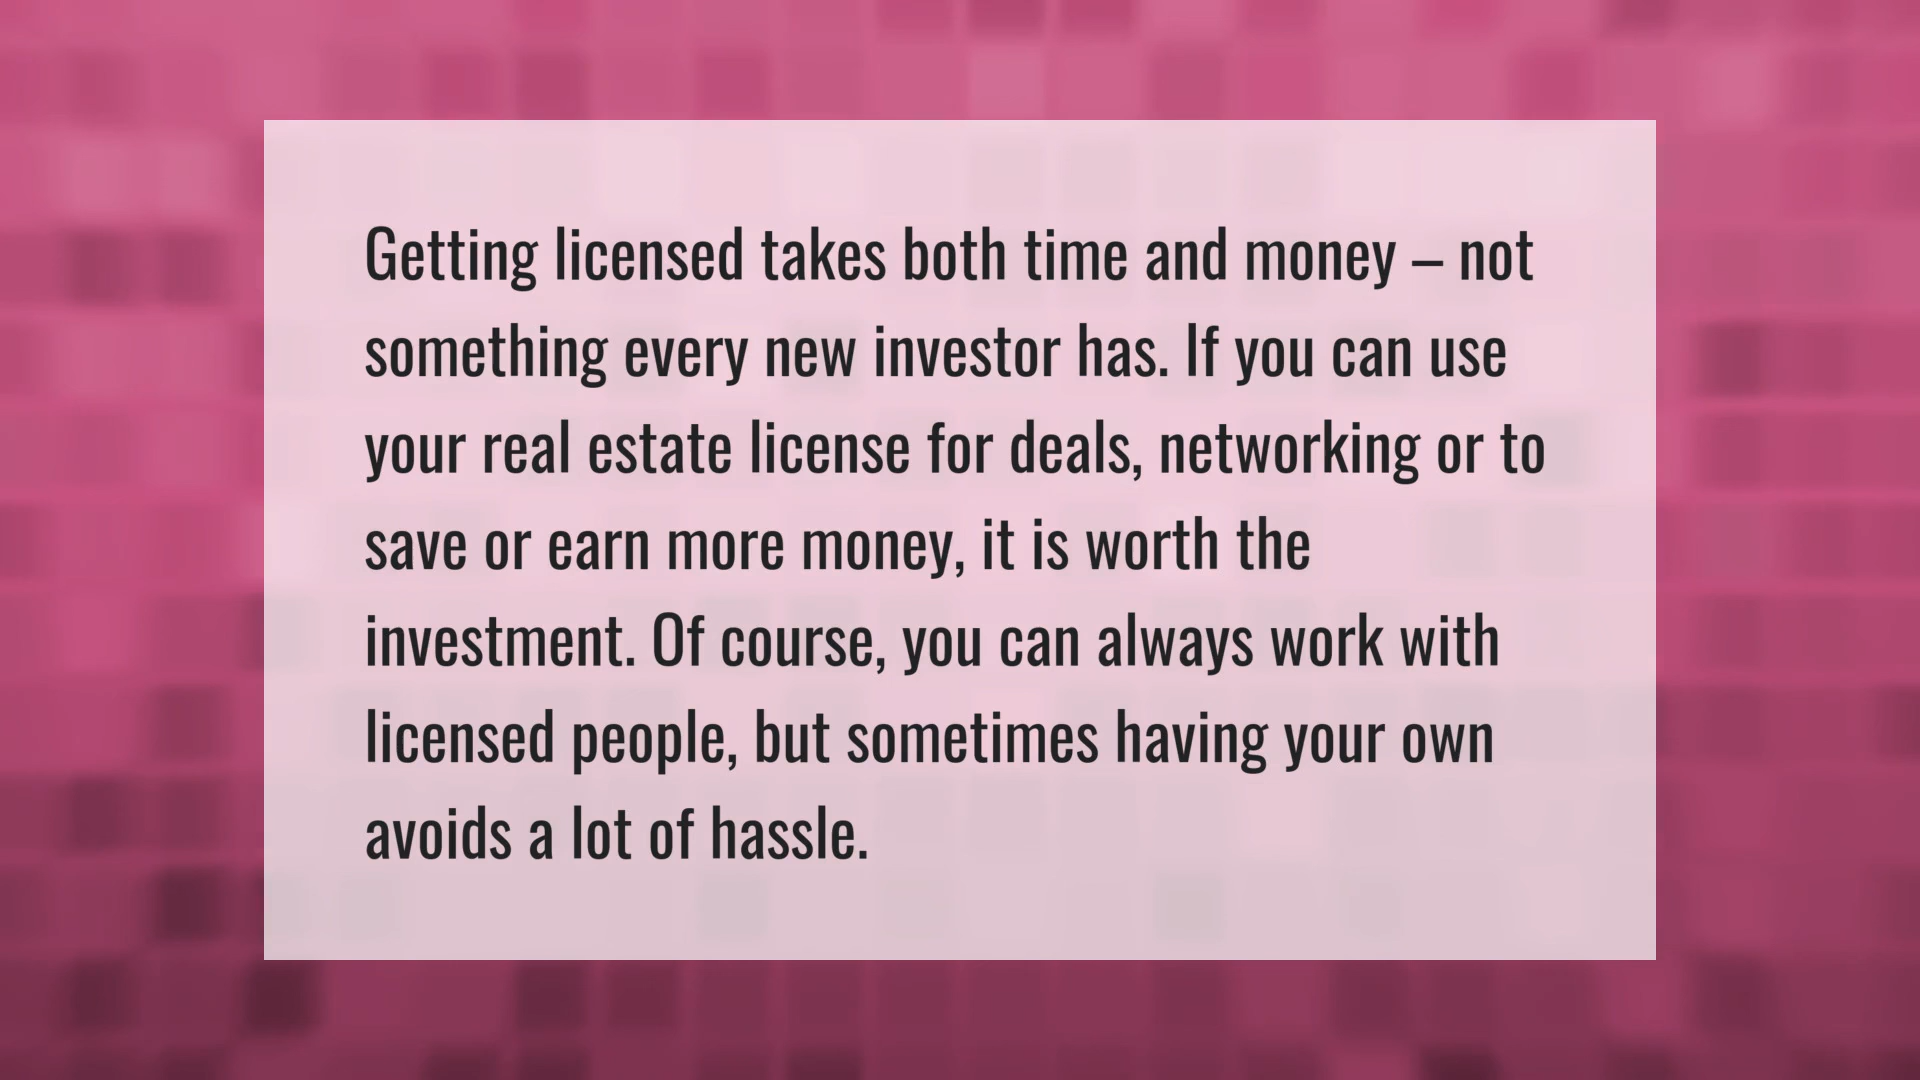 Getting licensed takes both time and money – not
something every new investor has. If you can use
your real estate license for deals, networking or to
save or earn more money, it is worth the
investment. Of course, you can always work with
licensed people, but sometimes having your own
avoids a lot of hassle.